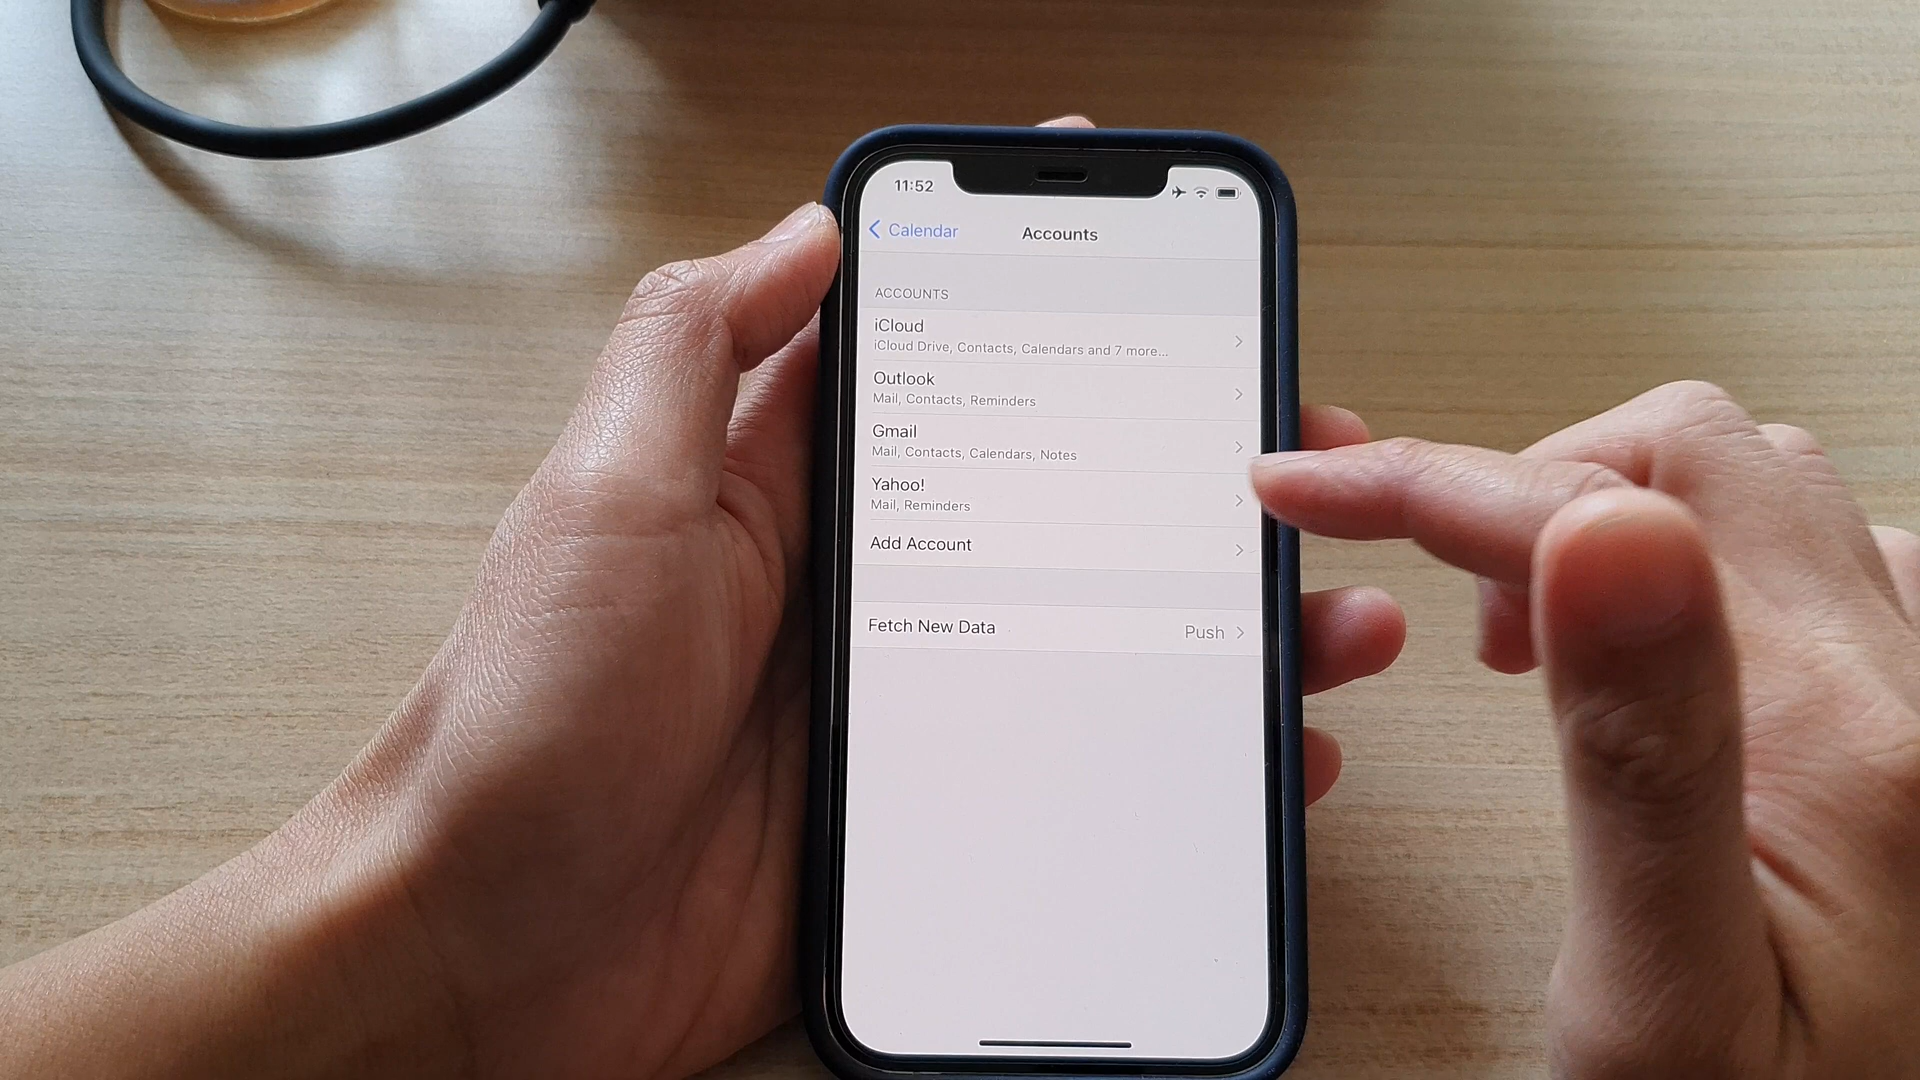 11:52
Calendar
Accounts
ACCOUNTS
iCloud
iCloud Drive, Contacts, Calendars and 7 more...
Outlook
Mail, Contacts, Reminders
Gmail
Mail, Contacts, Calendars, Notes
Yahoo!
Mail, Reminders
Add Account
Fetch New Data Push